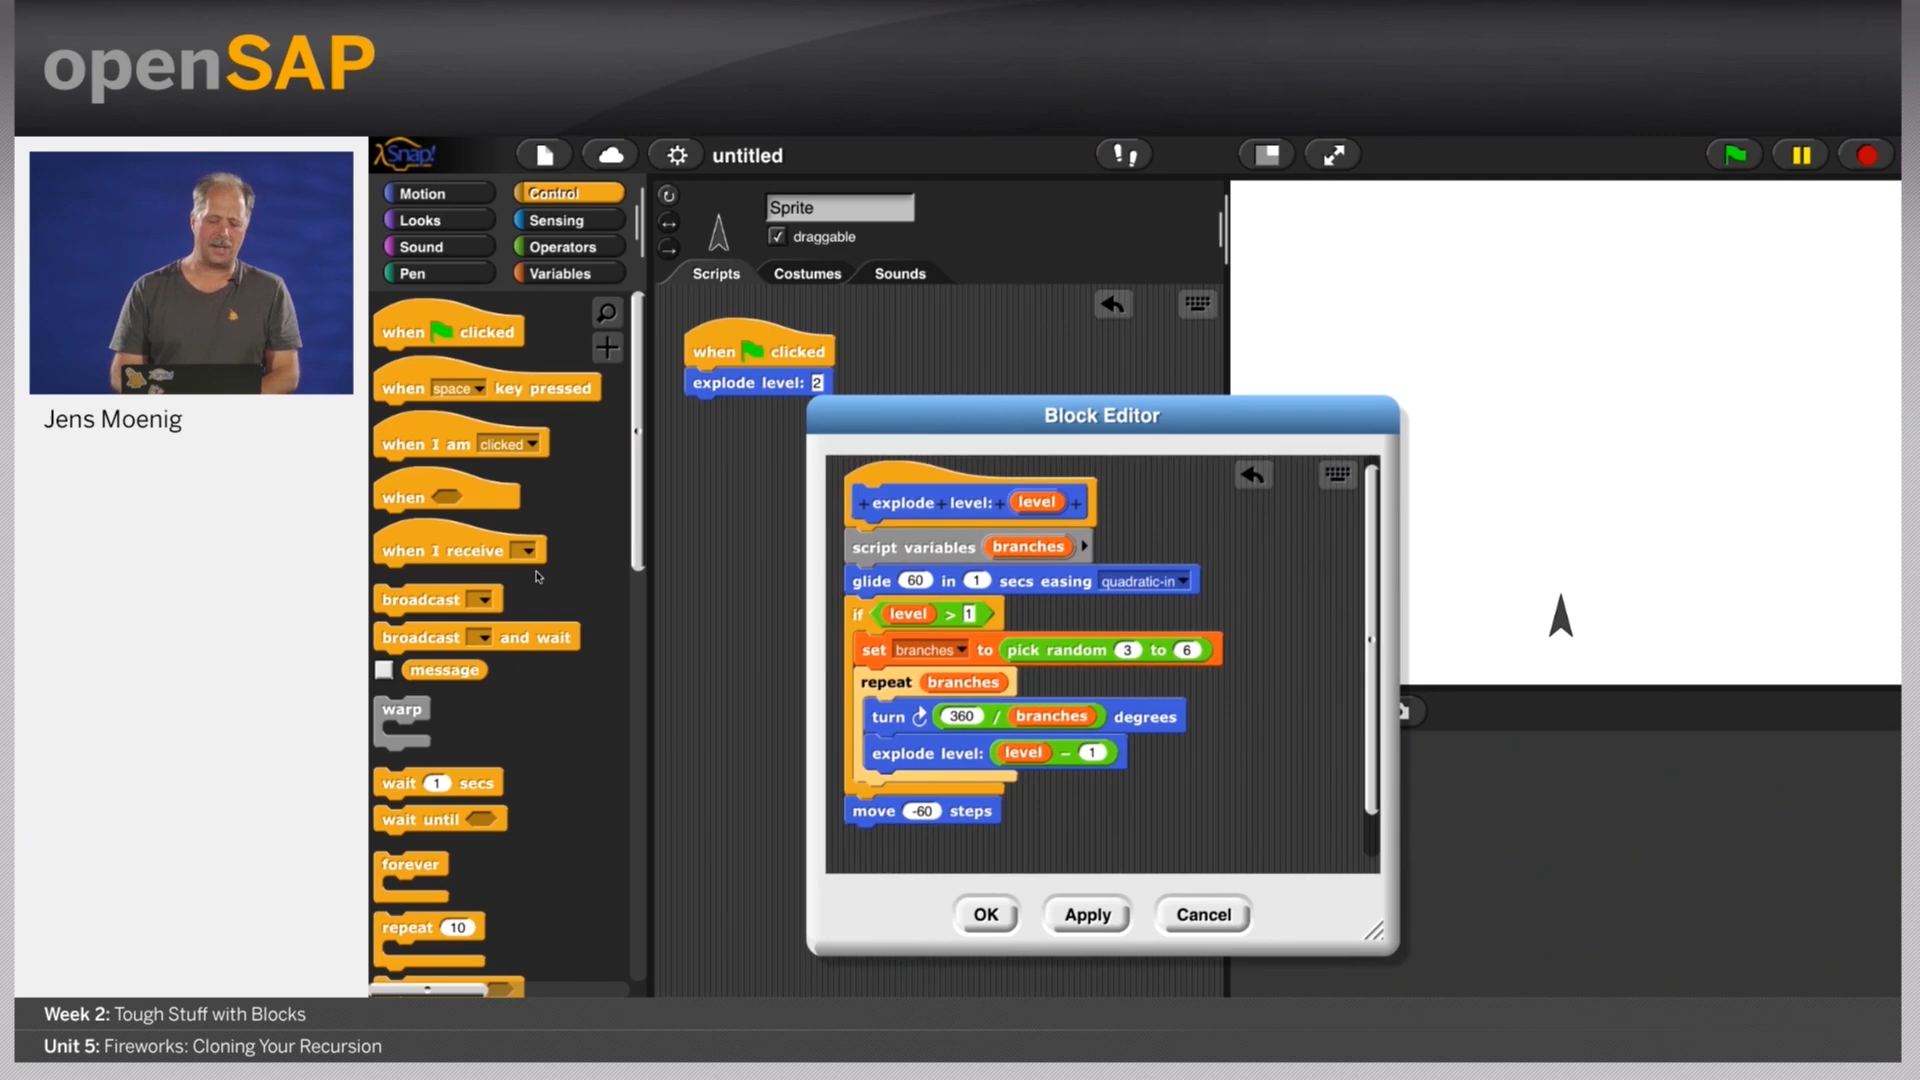 openSAP
Jens Moenig
Snap!
untitled
Motion
Control
Looks
Sensing
Sound
Operators
Pen
Variables
when clicked
when space key pressed
when I am clicked
when
when I receive
broadcast
broadcast and wait
message
warp
wait 1 secs
wait until
forever
repeat 10
Sprite
draggable
Scripts Costumes Sounds
when clicked
explode level: 2
Block Editor
+ explode + level: + level +
script variables branches
glide 60 in 1 secs easing quadratic-in
if level > 1
set branches to pick random 3 to 6
repeat branches
turn 360 / branches degrees
explode level: level - 1
move -60 steps
OK Apply Cancel
Week 2: Tough Stuff with Blocks
Unit 5: Fireworks: Cloning Your Recursion